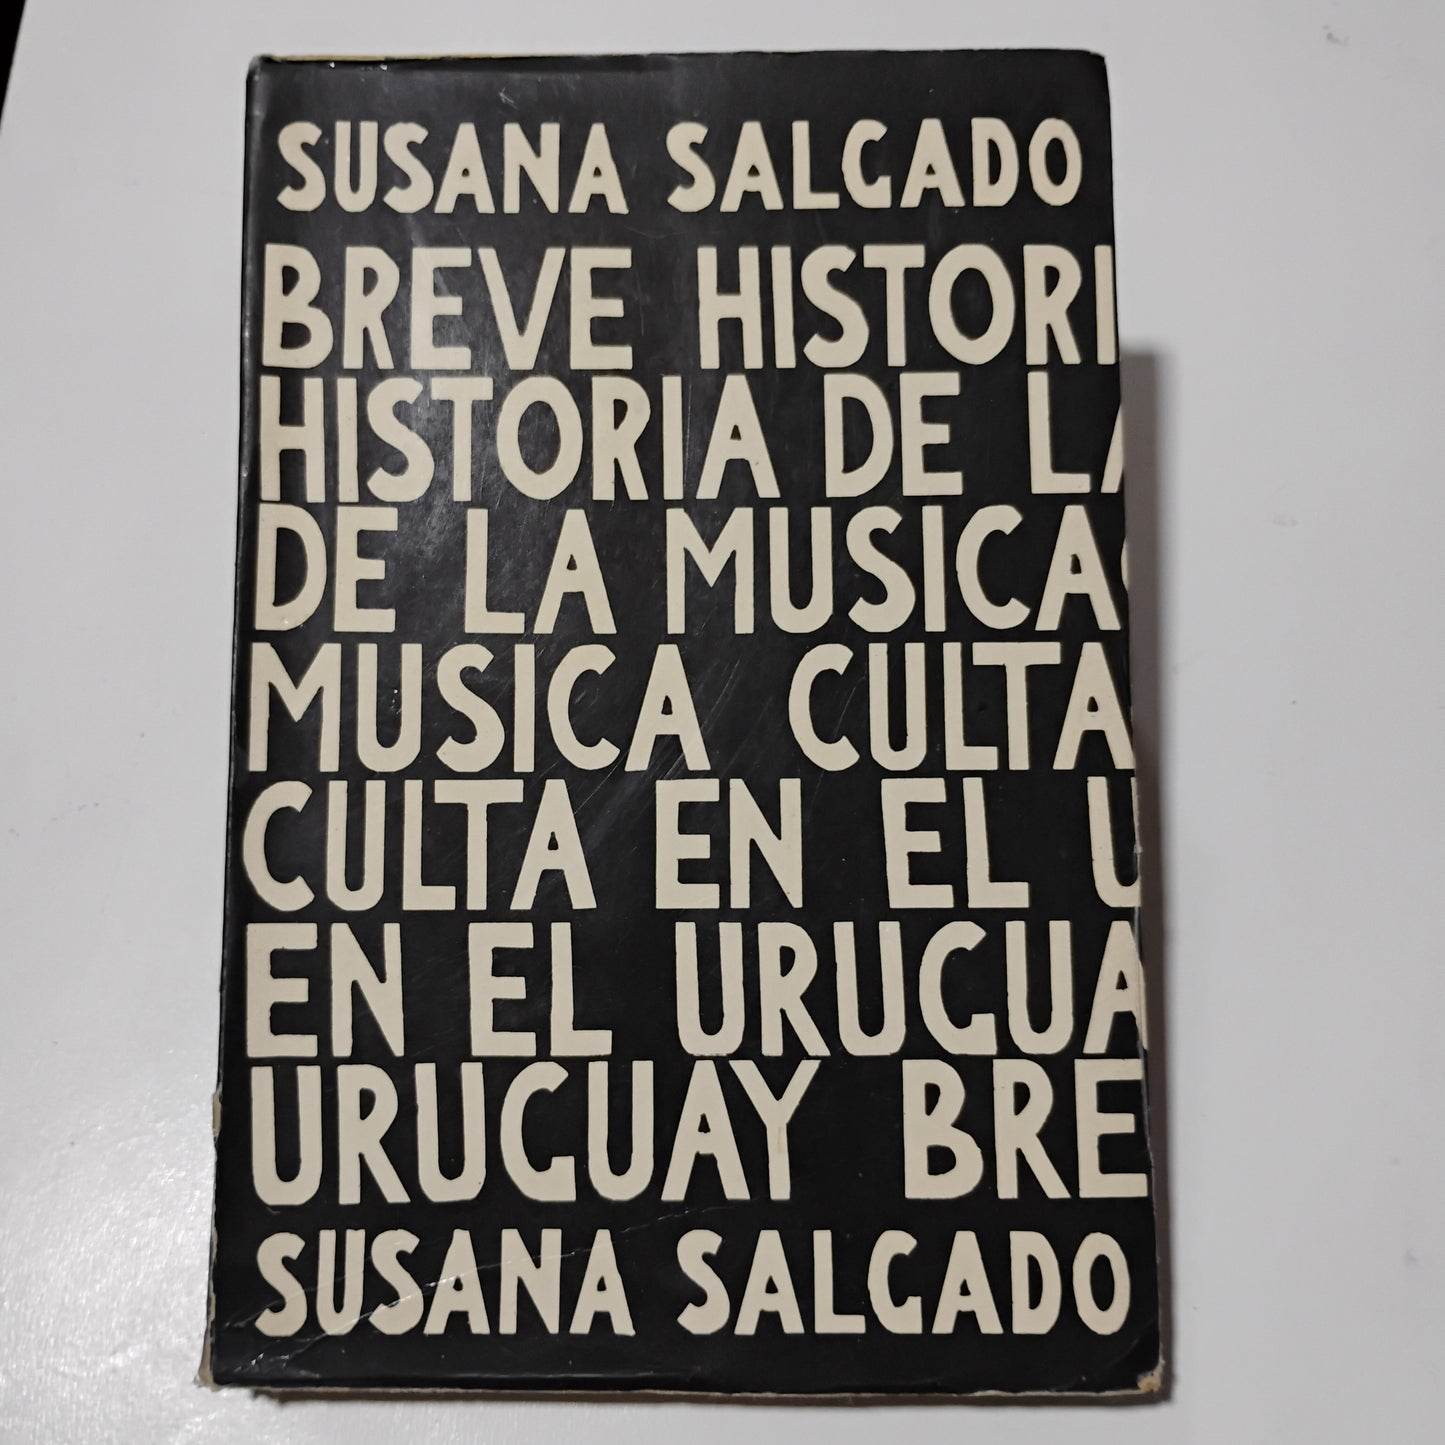 SUSANA SALGADO
BREVE HISTORI
HISTORIA DE LA
DE LA MUSICA
MUSICA CULTA
CULTA EN EL U
EN EL URUGUA
URUGUAY BRE
SUSANA SALGADO